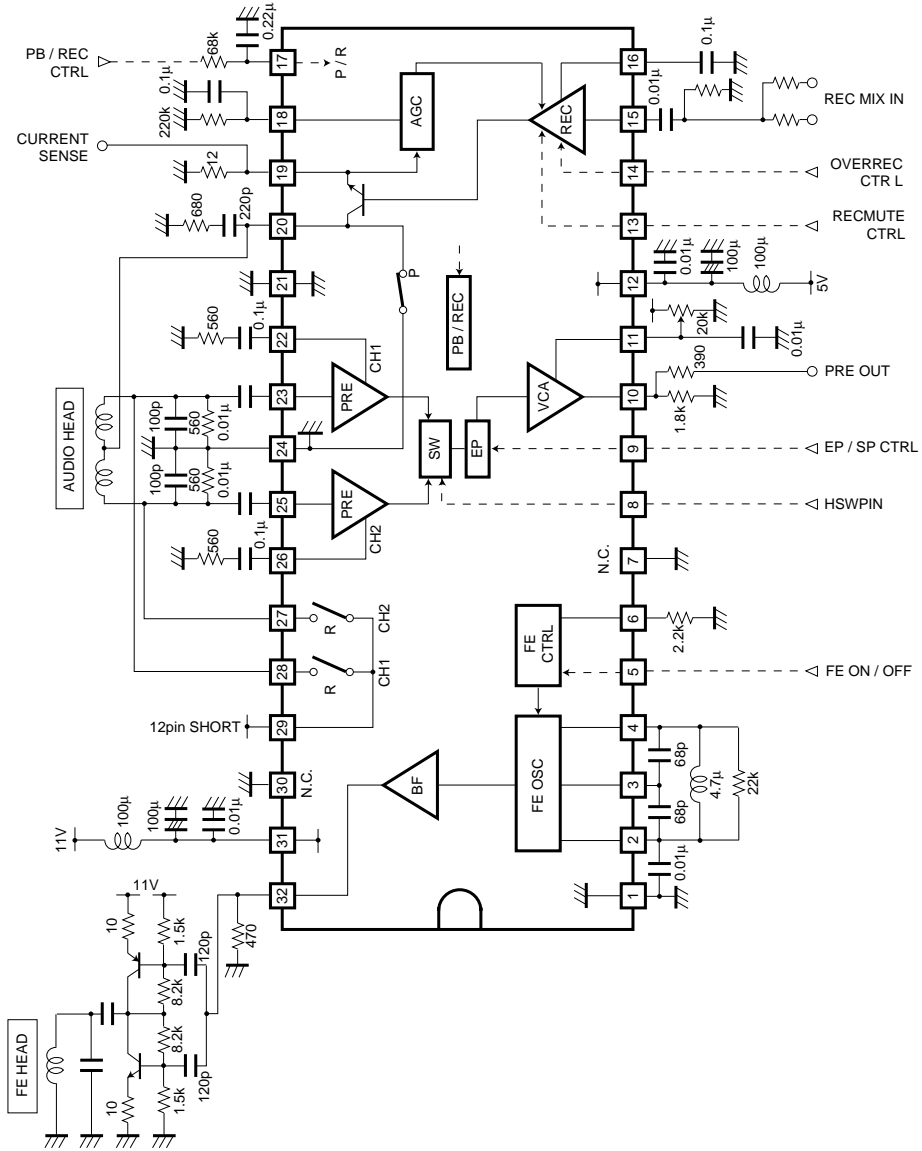 PB / REC
CTRL
68k
0.22µ
17
P / R
0.1µ
220k
18
AGC
CURRENT
SENSE
12
19
680
220p
20
21
P
PB / REC
560
0.1µ
22
CH1
AUDIO HEAD
23
PRE
100p
560
0.01µ
24
SW
EP
100p
560
0.01µ
25
PRE
CH2
560
0.1µ
26
27
R
CH2
28
R
CH1
12pin SHORT
29
30
N.C.
11V
100µ
100µ
0.01µ
31
32
BF
470
11V
10
1.5k
120p
8.2k
8.2k
FE HEAD
10
1.5k
120p
16
0.1µ
0.01µ
15
REC
REC MIX IN
14
OVERREC
CTR L
13
RECMUTE
CTRL
0.01µ
100µ
100µ
12
5V
20k
11
0.01µ
VCA
390
10
1.8k
PRE OUT
9
EP / SP CTRL
8
HSWPIN
N.C.
7
FE
CTRL
6
2.2k
5
FE ON / OFF
FE OSC
4
68p
3
68p
4.7µ
22k
2
0.01µ
1